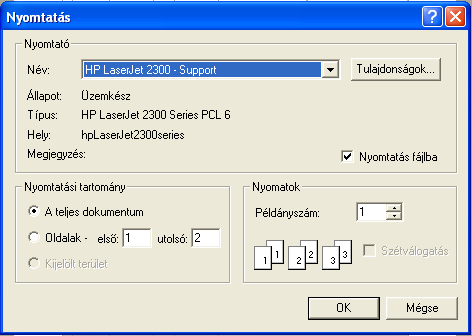 Nyomtatás
Nyomtató
Név: HP LaserJet 2300 - Support Tulajdonságok...
Állapot: Üzemkész
Típus: HP LaserJet 2300 Series PCL 6
Hely: hpLaserJet2300series
Megjegyzés: Nyomtatás fájlba
Nyomtatási tartomány
A teljes dokumentum
Oldalak - első: 1 utolsó: 2
Kijelölt terület
Nyomatok
Példányszám: 1
1 1 2 2 3 3 Szétválogatás
OK Mégse